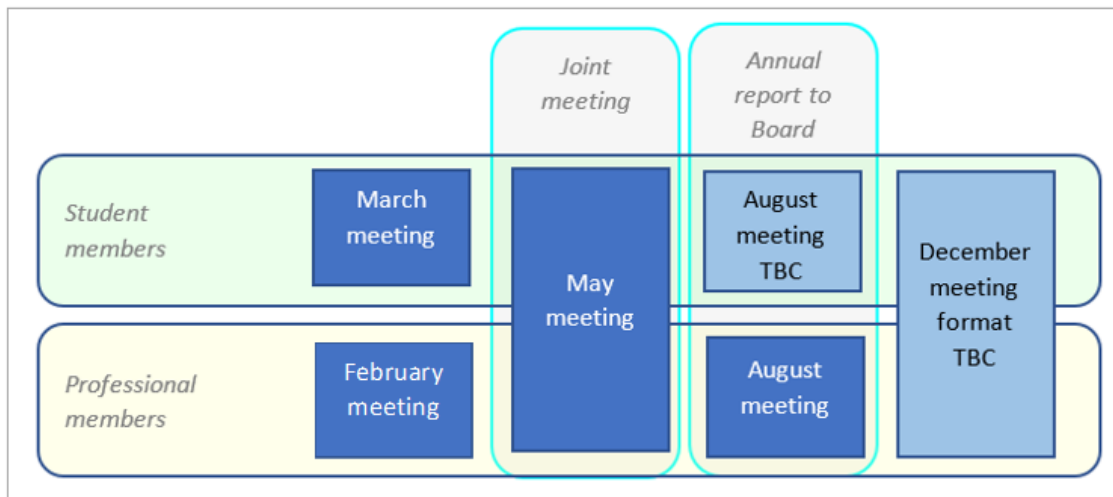 Joint
meeting
Annual
report to
Board
Student
members
March
meeting
May
meeting
August
meeting
TBC
December
meeting
format
TBC
Professional
members
February
meeting
August
meeting